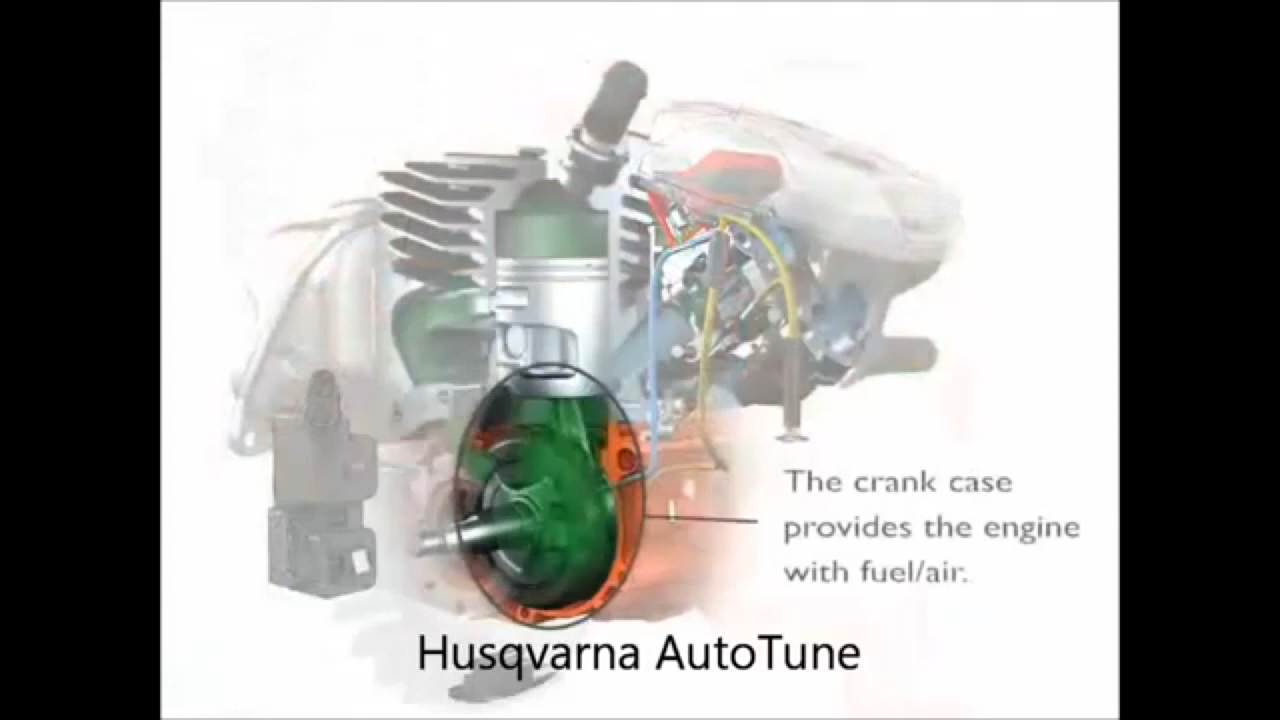 The crank case
provides the engine
with fuel/air.
Husqvarna AutoTune